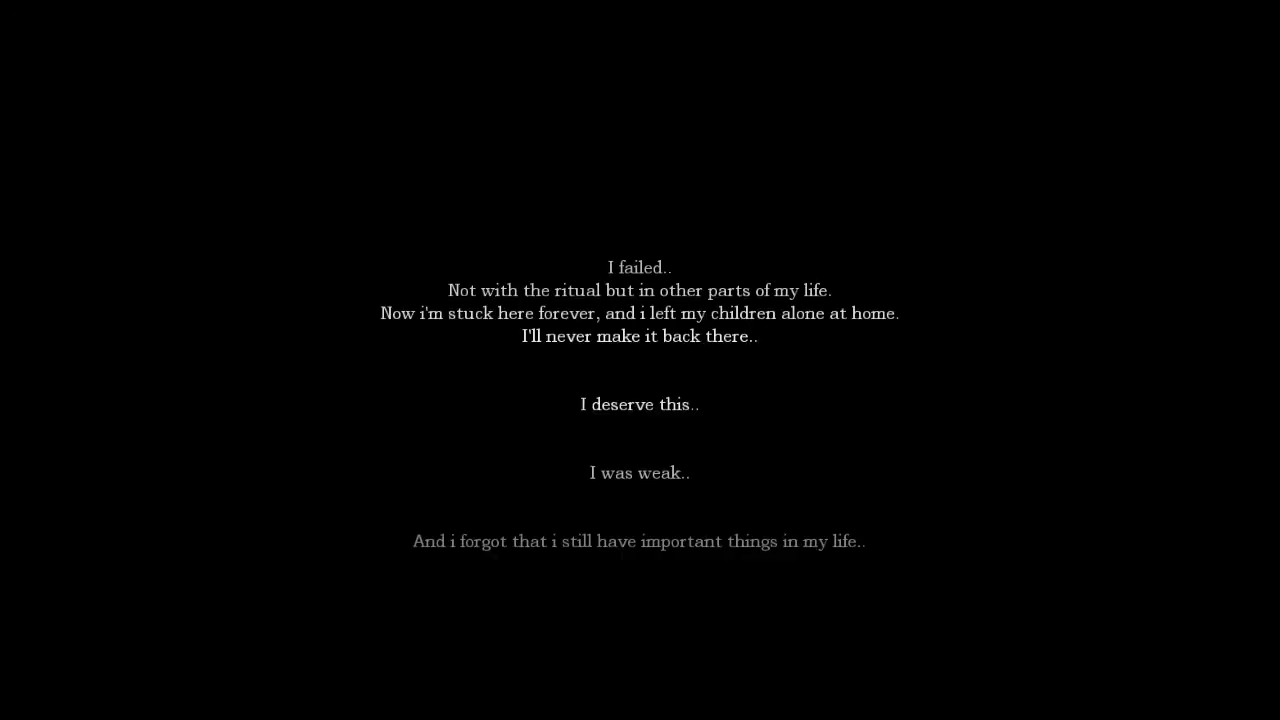 I failed..
Not with the ritual but in other parts of my life.
Now i'm stuck here forever, and i left my children alone at home.
I'll never make it back there..
I deserve this..
I was weak..
And i forgot that i still have important things in my life..